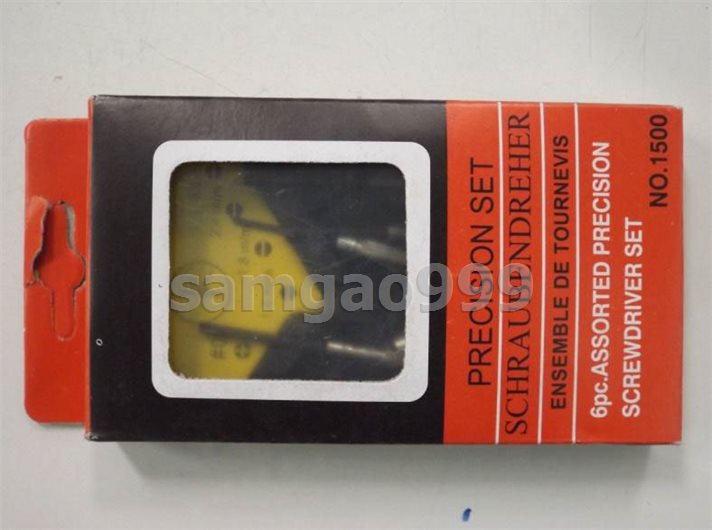 PRECISION SET
SCHRAUBENDREHER
ENSEMBLE DE TOURNEVIS
6pc.ASSORTED PRECISION
SCREWDRIVER SET
NO.1500
samgao999